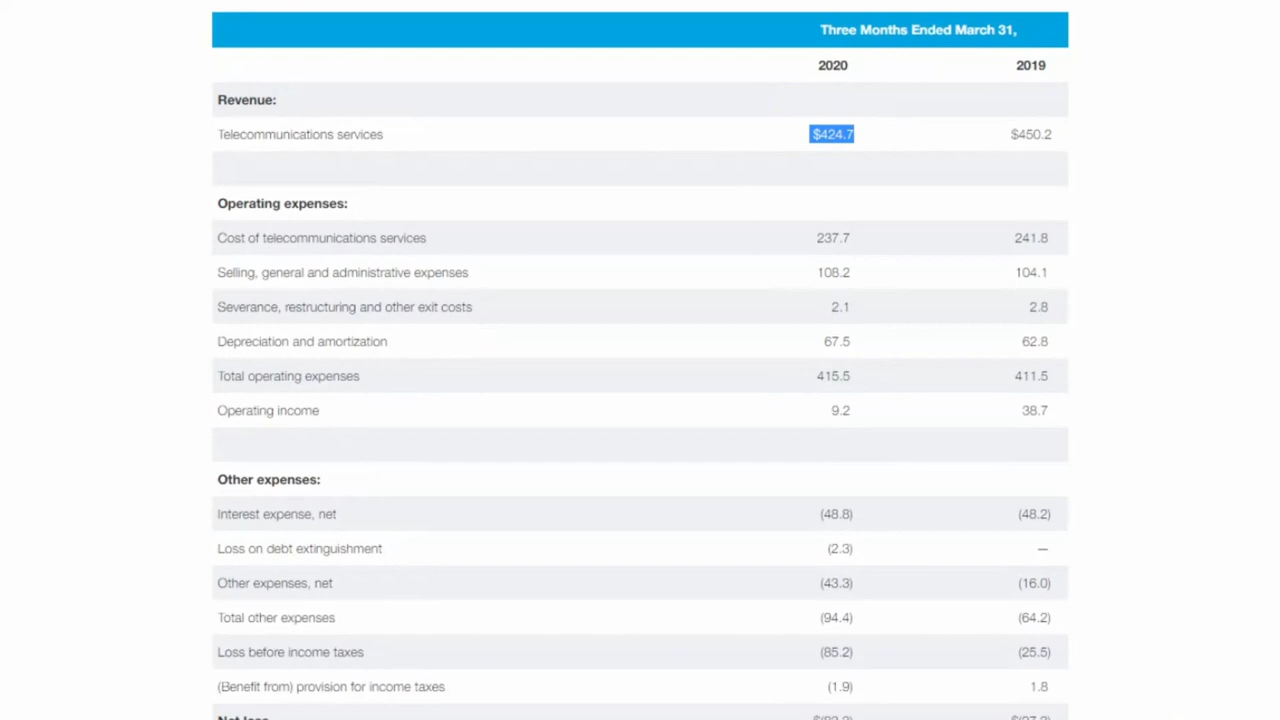 Three Months Ended March 31,
2020 2019
Revenue:
Telecommunications services $424.7 $450.2
Operating expenses:
Cost of telecommunications services 237.7 241.8
Selling, general and administrative expenses 108.2 104.1
Severance, restructuring and other exit costs 2.1 2.8
Depreciation and amortization 67.5 62.8
Total operating expenses 415.5 411.5
Operating income 9.2 38.7
Other expenses:
Interest expense, net (48.8) (48.2)
Loss on debt extinguishment (2.3) —
Other expenses, net (43.3) (16.0)
Total other expenses (94.4) (64.2)
Loss before income taxes (85.2) (25.5)
(Benefit from) provision for income taxes (1.9) 1.8
Net loss